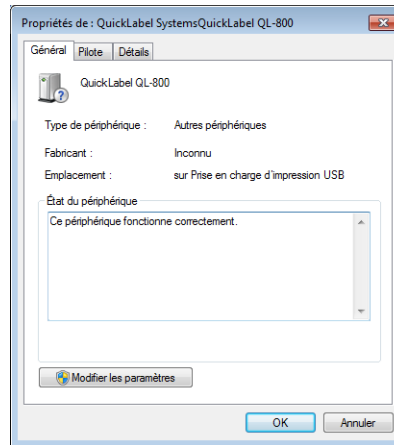 Propriétés de : QuickLabel SystemsQuickLabel QL-800
Général Pilote Détails
QuickLabel QL-800
Type de périphérique : Autres périphériques
Fabricant : Inconnu
Emplacement : sur Prise en charge d'impression USB
État du périphérique
Ce périphérique fonctionne correctement.
Modifier les paramètres
OK Annuler